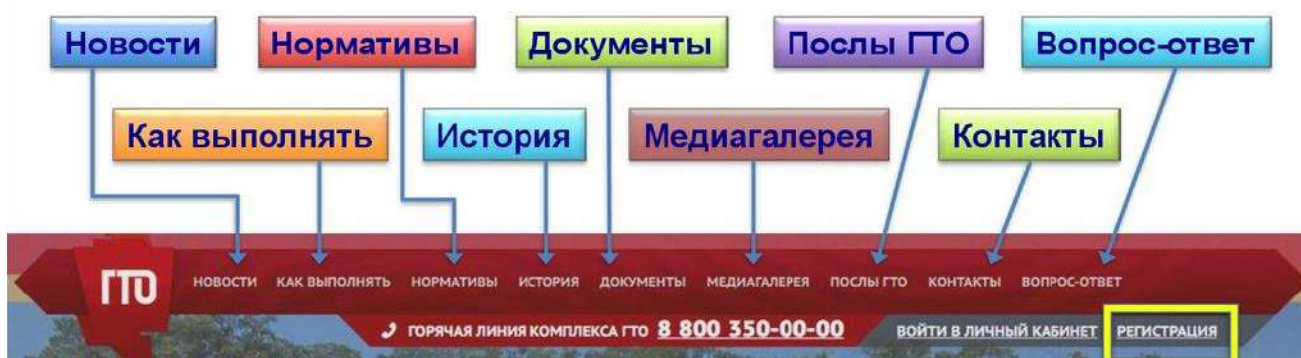 Новости Нормативы Документы Послы ГТО Вопрос-ответ
Как выполнять История Медиагалерея Контакты
ГТО НОВОСТИ КАК ВЫПОЛНЯТЬ НОРМАТИВЫ ИСТОРИЯ ДОКУМЕНТЫ МЕДИАГАЛЕРЕЯ ПОСЛЫ ГТО КОНТАКТЫ ВОПРОС-ОТВЕТ
ГОРЯЧАЯ ЛИНИЯ КОМПЛЕКСА ГТО 8 800 350-00-00 ВОЙТИ В ЛИЧНЫЙ КАБИНЕТ РЕГИСТРАЦИЯ